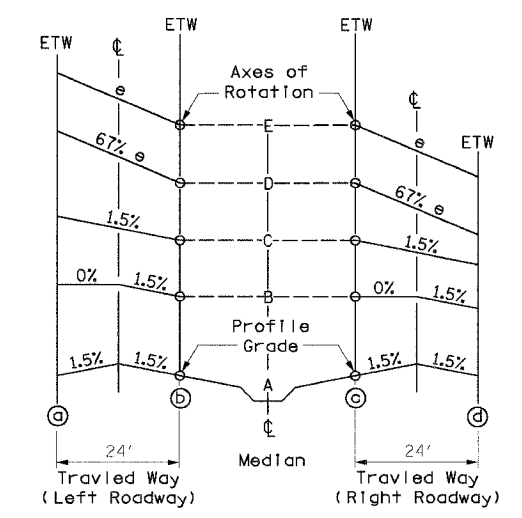 ETW
ETW
ETW
ETW
℄
℄
Axes of
Rotation
e
E
e
67% e
D
67% e
1.5%
C
1.5%
0%
1.5%
B
0%
1.5%
Profile
Grade
1.5%
1.5%
A
1.5%
1.5%
℄
a
b
c
d
24'
24'
Median
Travled Way
(Left Roadway)
Travled Way
(Right Roadway)